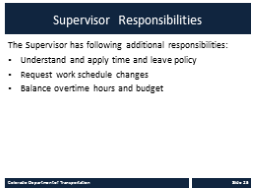 Supervisor Responsibilities
The Supervisor has following additional responsibilities:
• Understand and apply time and leave policy
• Request work schedule changes
• Balance overtime hours and budget
Colorado Department of Transportation
Slide 28